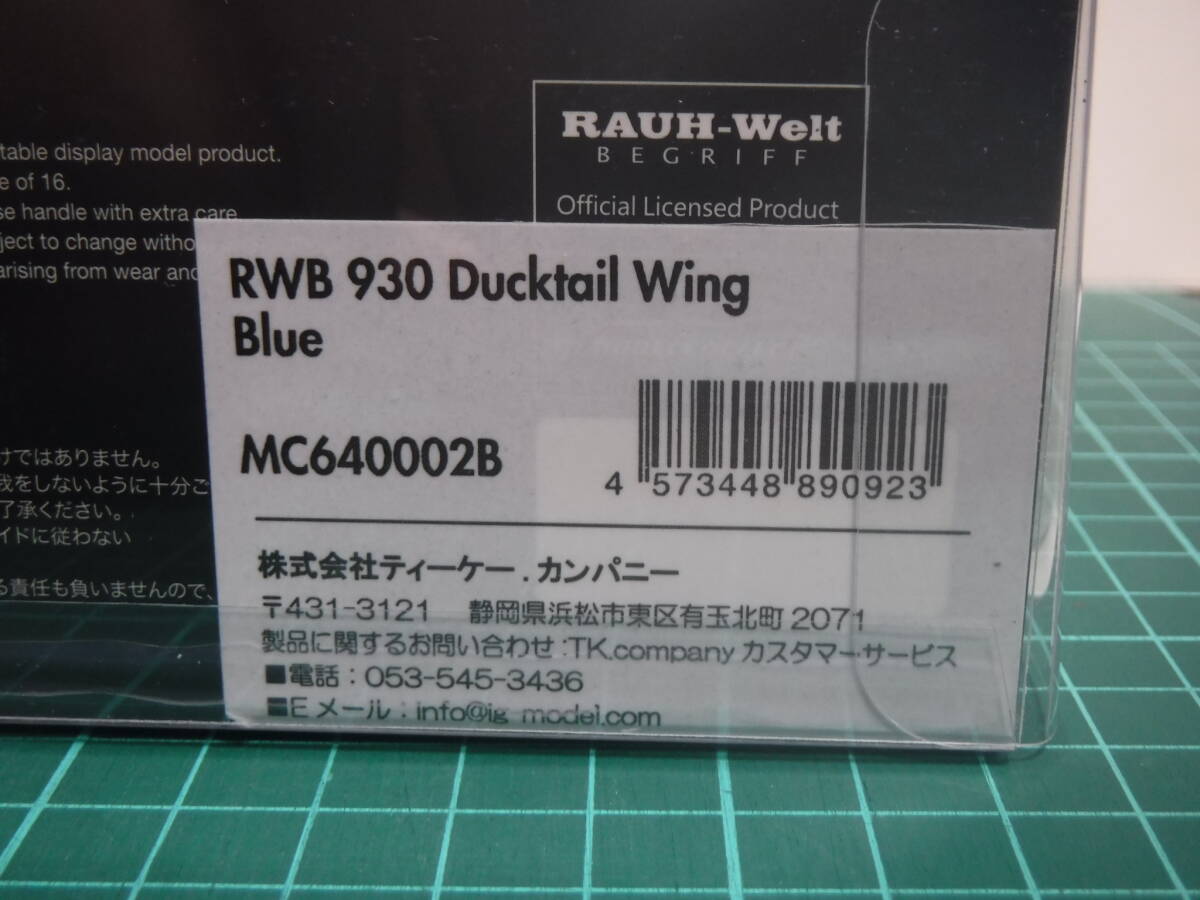 RAUH-Welt
BEGRIFF
Official Licensed Product
table display model product.
e of 16.
se handle with extra care
ject to change witho
arising from wear and
RWB 930 Ducktail Wing
Blue
MC640002B
4 573448 890923
けではありません。
我をしないように十分ご
了承ください。
イドに従わない
る責任も負いませんので、
株式会社ティーケー.カンパニー
〒431-3121 静岡県浜松市東区有玉北町2071
製品に関するお問い合わせ:TK.company カスタマー・サービス
■電話：053-545-3436
■Eメール：info@ig-model.com